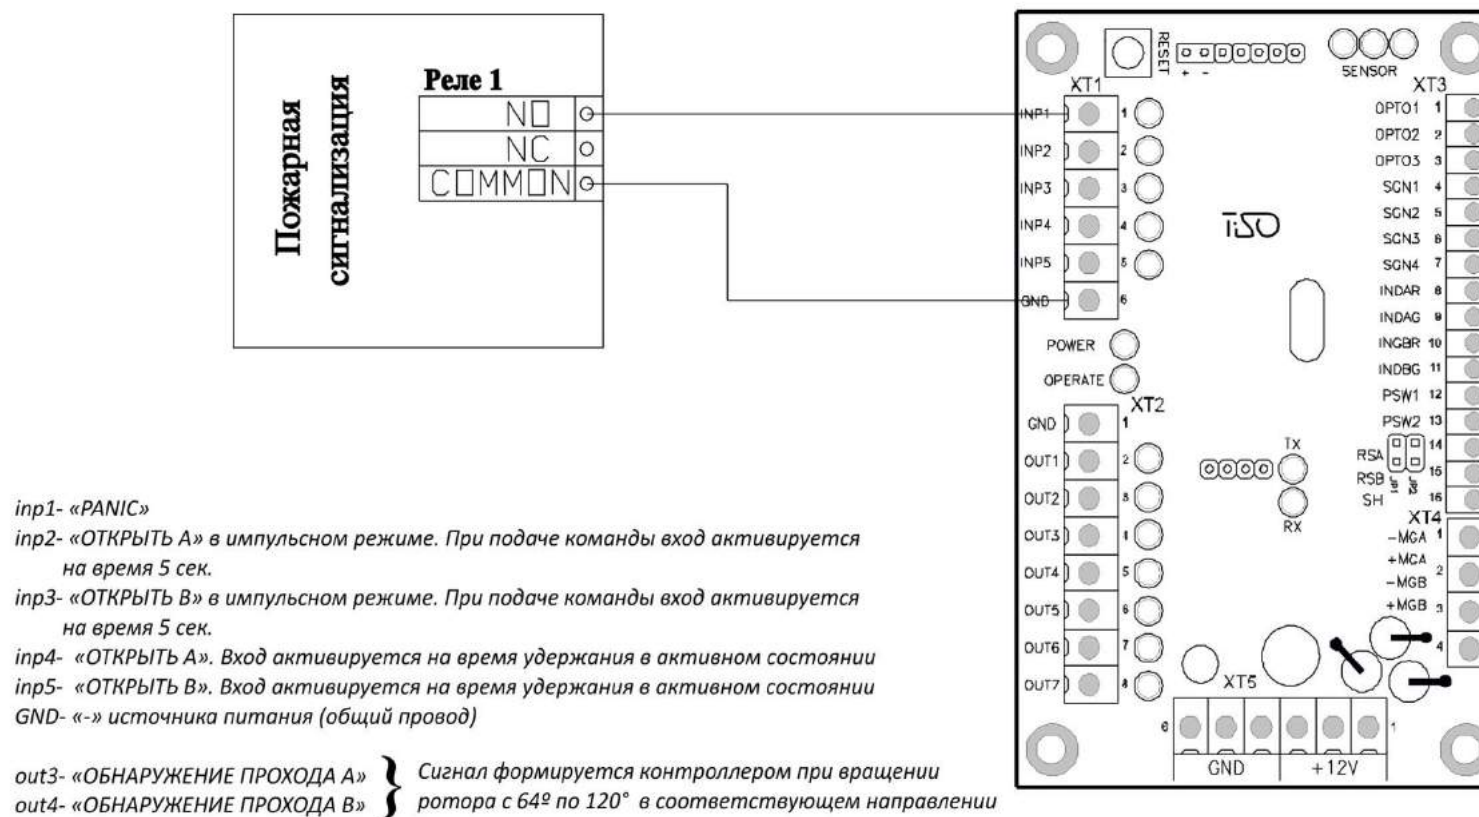 Пожарная
сигнализация
Реле 1
NO
NC
COMMON
RESET
+ -
SENSOR
XT1
INP1 1
INP2 2
INP3 3
INP4 4
INP5 5
GND 6
POWER
OPERATE
XT2
GND 1
OUT1 2
OUT2 3
OUT3 4
OUT4 5
OUT5 6
OUT6 7
OUT7 8
TiSO
Tx
RX
XT3
OPTO1 1
OPTO2 2
OPTO3 3
SGN1 4
SGN2 5
SGN3 6
SGN4 7
INDAR 8
INDAG 9
INGBR 10
INDBG 11
PSW1 12
PSW2 13
14
RSA
RSB 15
SH 16
JP1 JP2
XT4
-MGA 1
+MGA
-MGB 2
+MGB 3
4
XT5
6 1
GND +12V
inp1- «PANIC»
inp2- «ОТКРЫТЬ А» в импульсном режиме. При подаче команды вход активируется
на время 5 сек.
inp3- «ОТКРЫТЬ В» в импульсном режиме. При подаче команды вход активируется
на время 5 сек.
inp4- «ОТКРЫТЬ А». Вход активируется на время удержания в активном состоянии
inp5- «ОТКРЫТЬ В». Вход активируется на время удержания в активном состоянии
GND- «-» источника питания (общий провод)
out3- «ОБНАРУЖЕНИЕ ПРОХОДА А»
out4- «ОБНАРУЖЕНИЕ ПРОХОДА В»
Сигнал формируется контроллером при вращении
ротора с 64º по 120° в соответствующем направлении